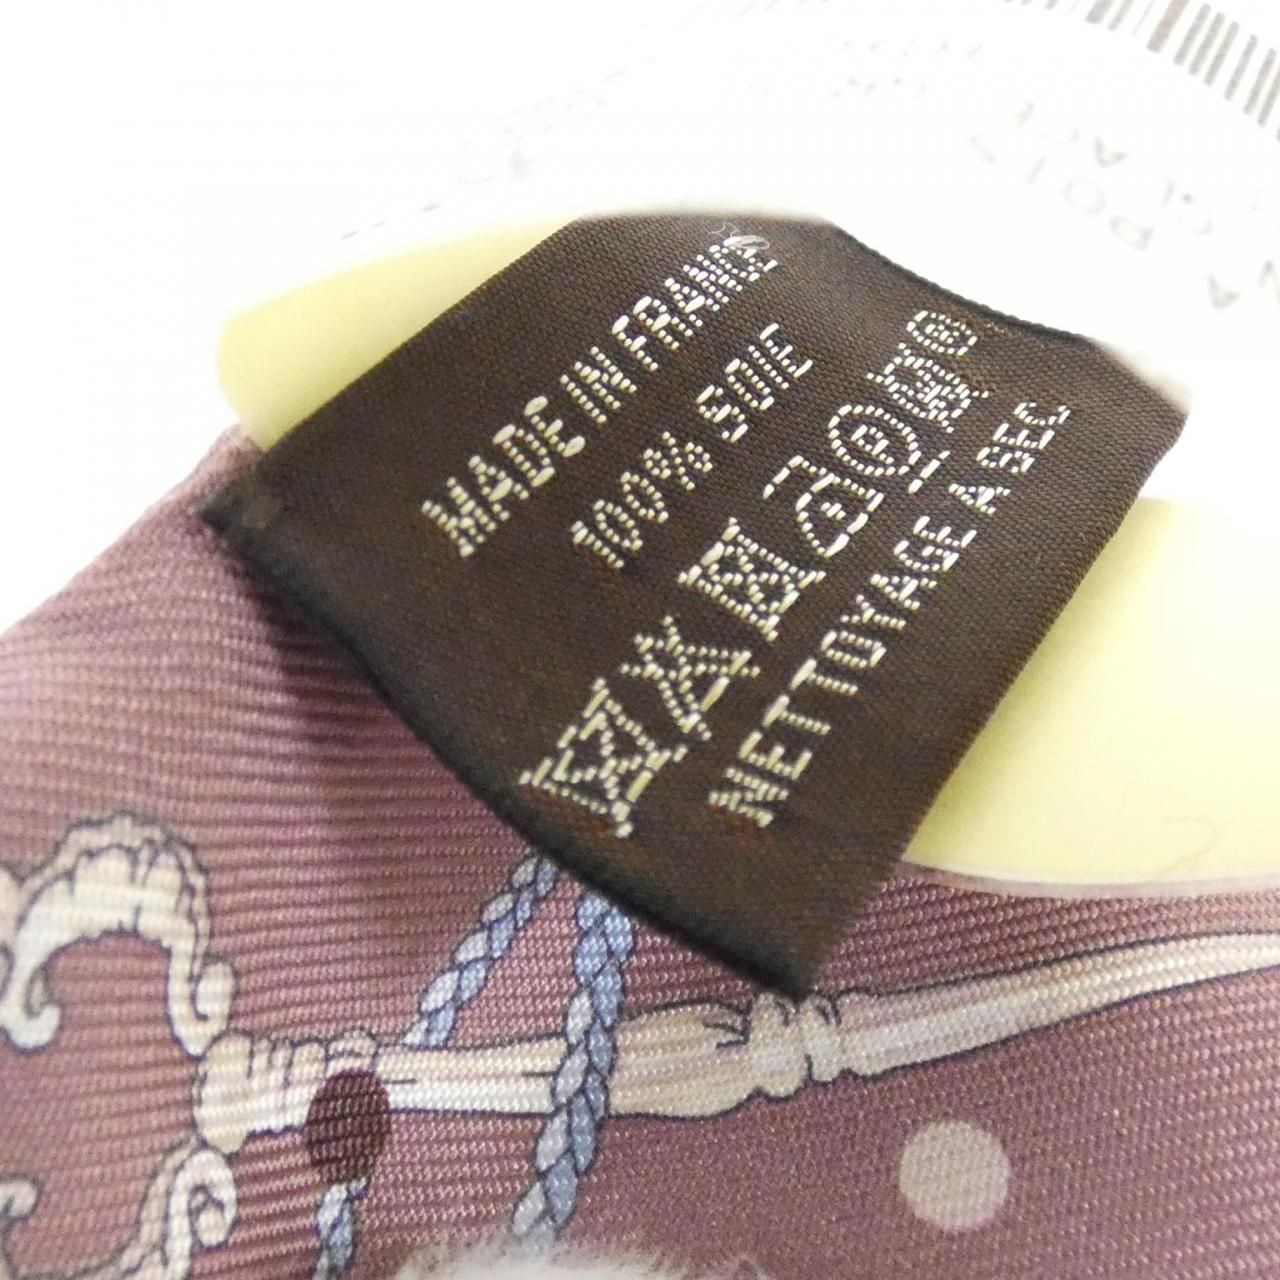 MADE IN FRANCE
100% SOIE
NETTOYAGE A SEC